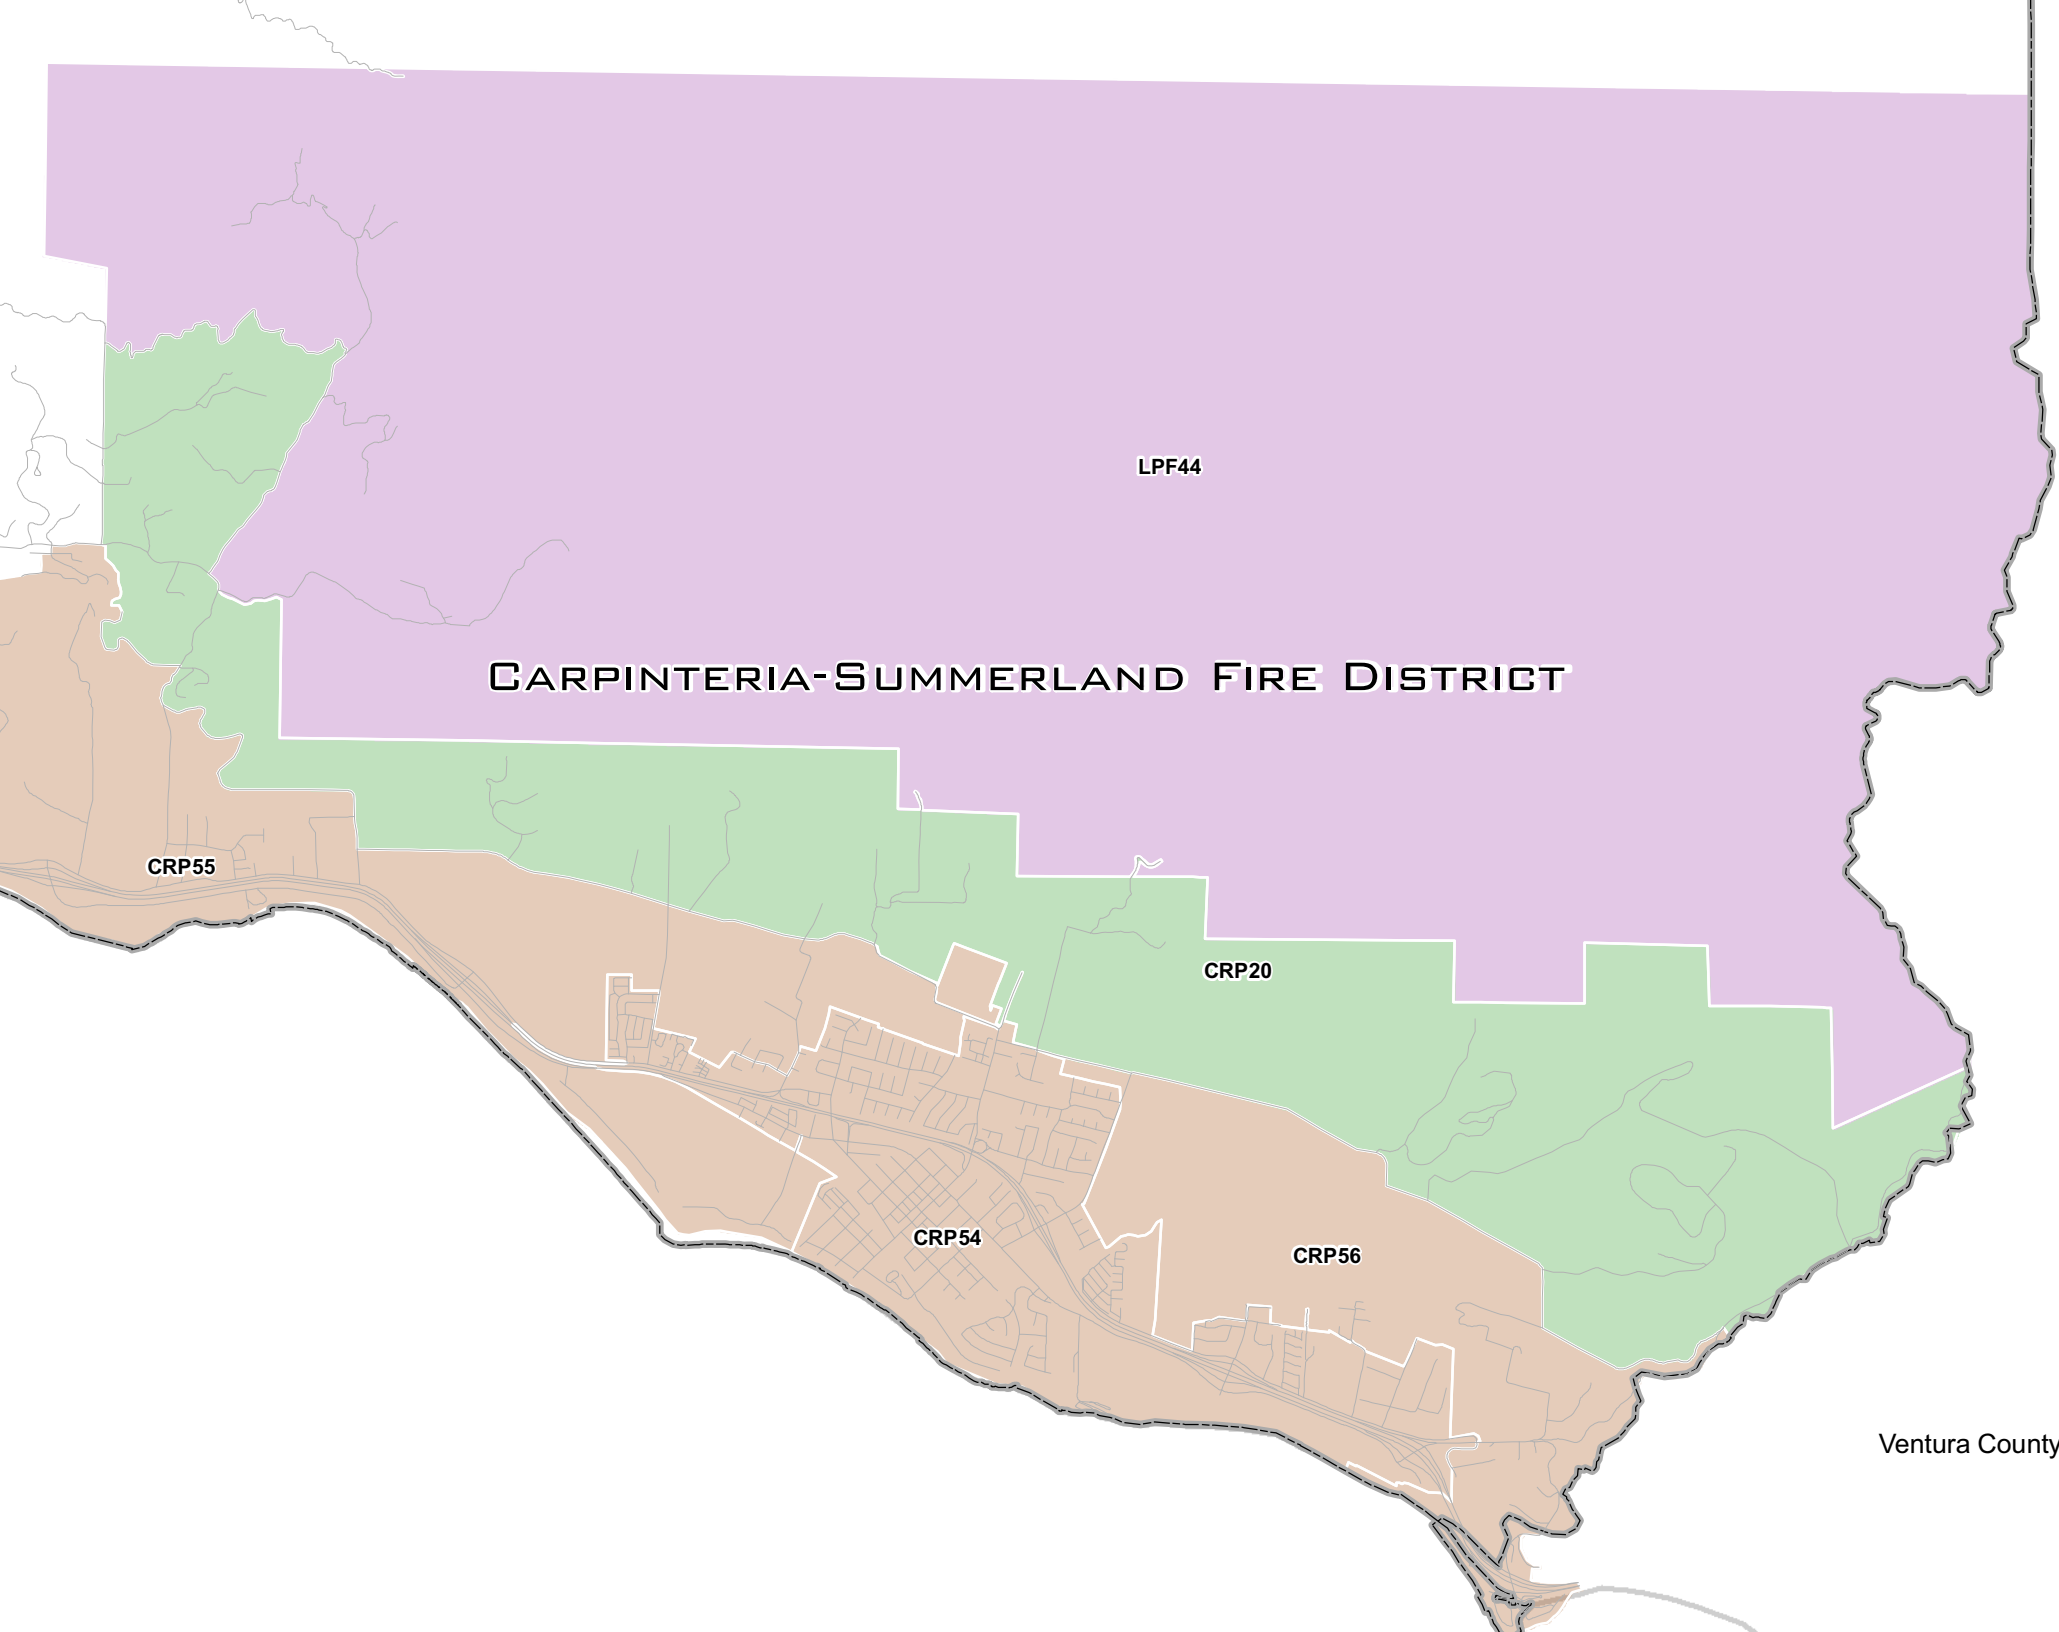 LPF44
CARPINTERIA-SUMMERLAND FIRE DISTRICT
CRP55
CRP20
CRP54
CRP56
Ventura County